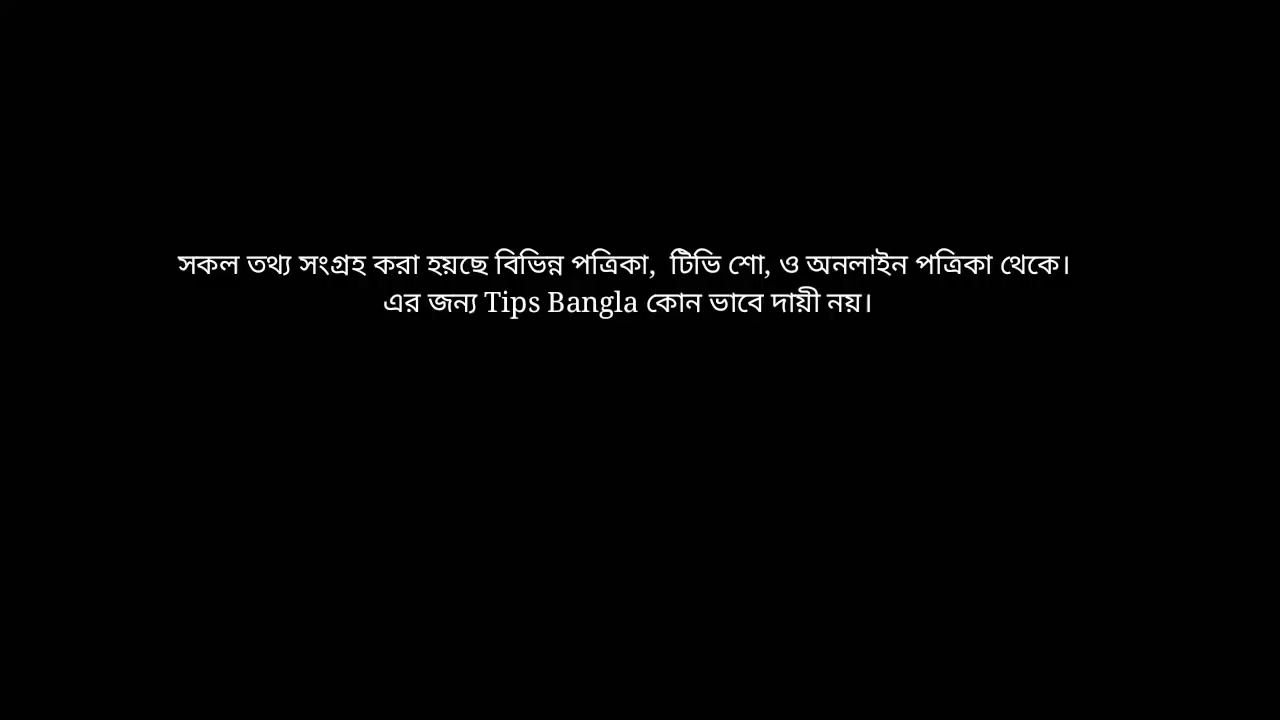 সকল তথ্য সংগ্রহ করা হয়ছে বিভিন্ন পত্রিকা, টিভি শো, ও অনলাইন পত্রিকা থেকে।
এর জন্য Tips Bangla কোন ভাবে দায়ী নয়।